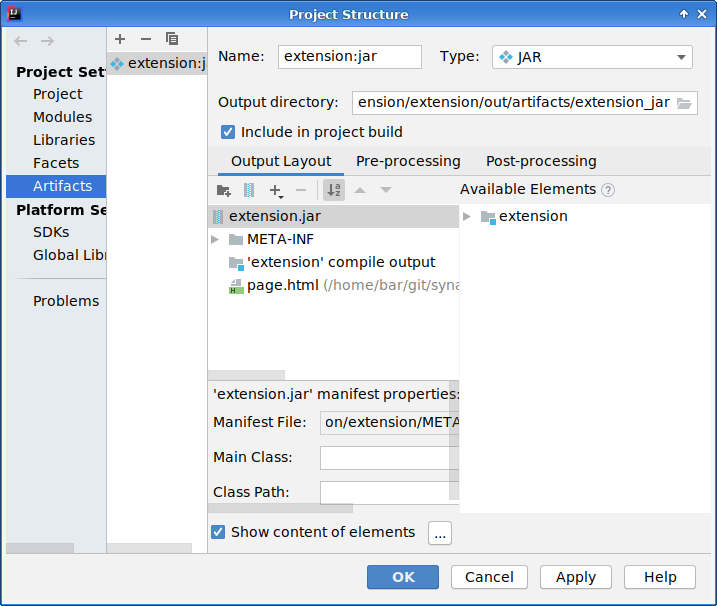 Project Structure
Project Set
Project
Modules
Libraries
Facets
Artifacts
Platform Se
SDKs
Global Lib
Problems
extension:j
Name: extension:jar Type: JAR
Output directory: ension/extension/out/artifacts/extension_jar
Include in project build
Output Layout Pre-processing Post-processing
Available Elements ?
extension.jar
META-INF
'extension' compile output
page.html (/home/bar/git/syna
extension
'extension.jar' manifest properties:
Manifest File: on/extension/META
Main Class:
Class Path:
Show content of elements ...
OK Cancel Apply Help